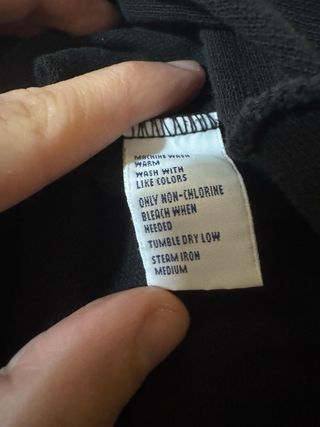 MACHINE WASH
WARM
WASH WITH
LIKE COLORS
ONLY NON-CHLORINE
BLEACH WHEN
NEEDED
TUMBLE DRY LOW
STEAM IRON
MEDIUM